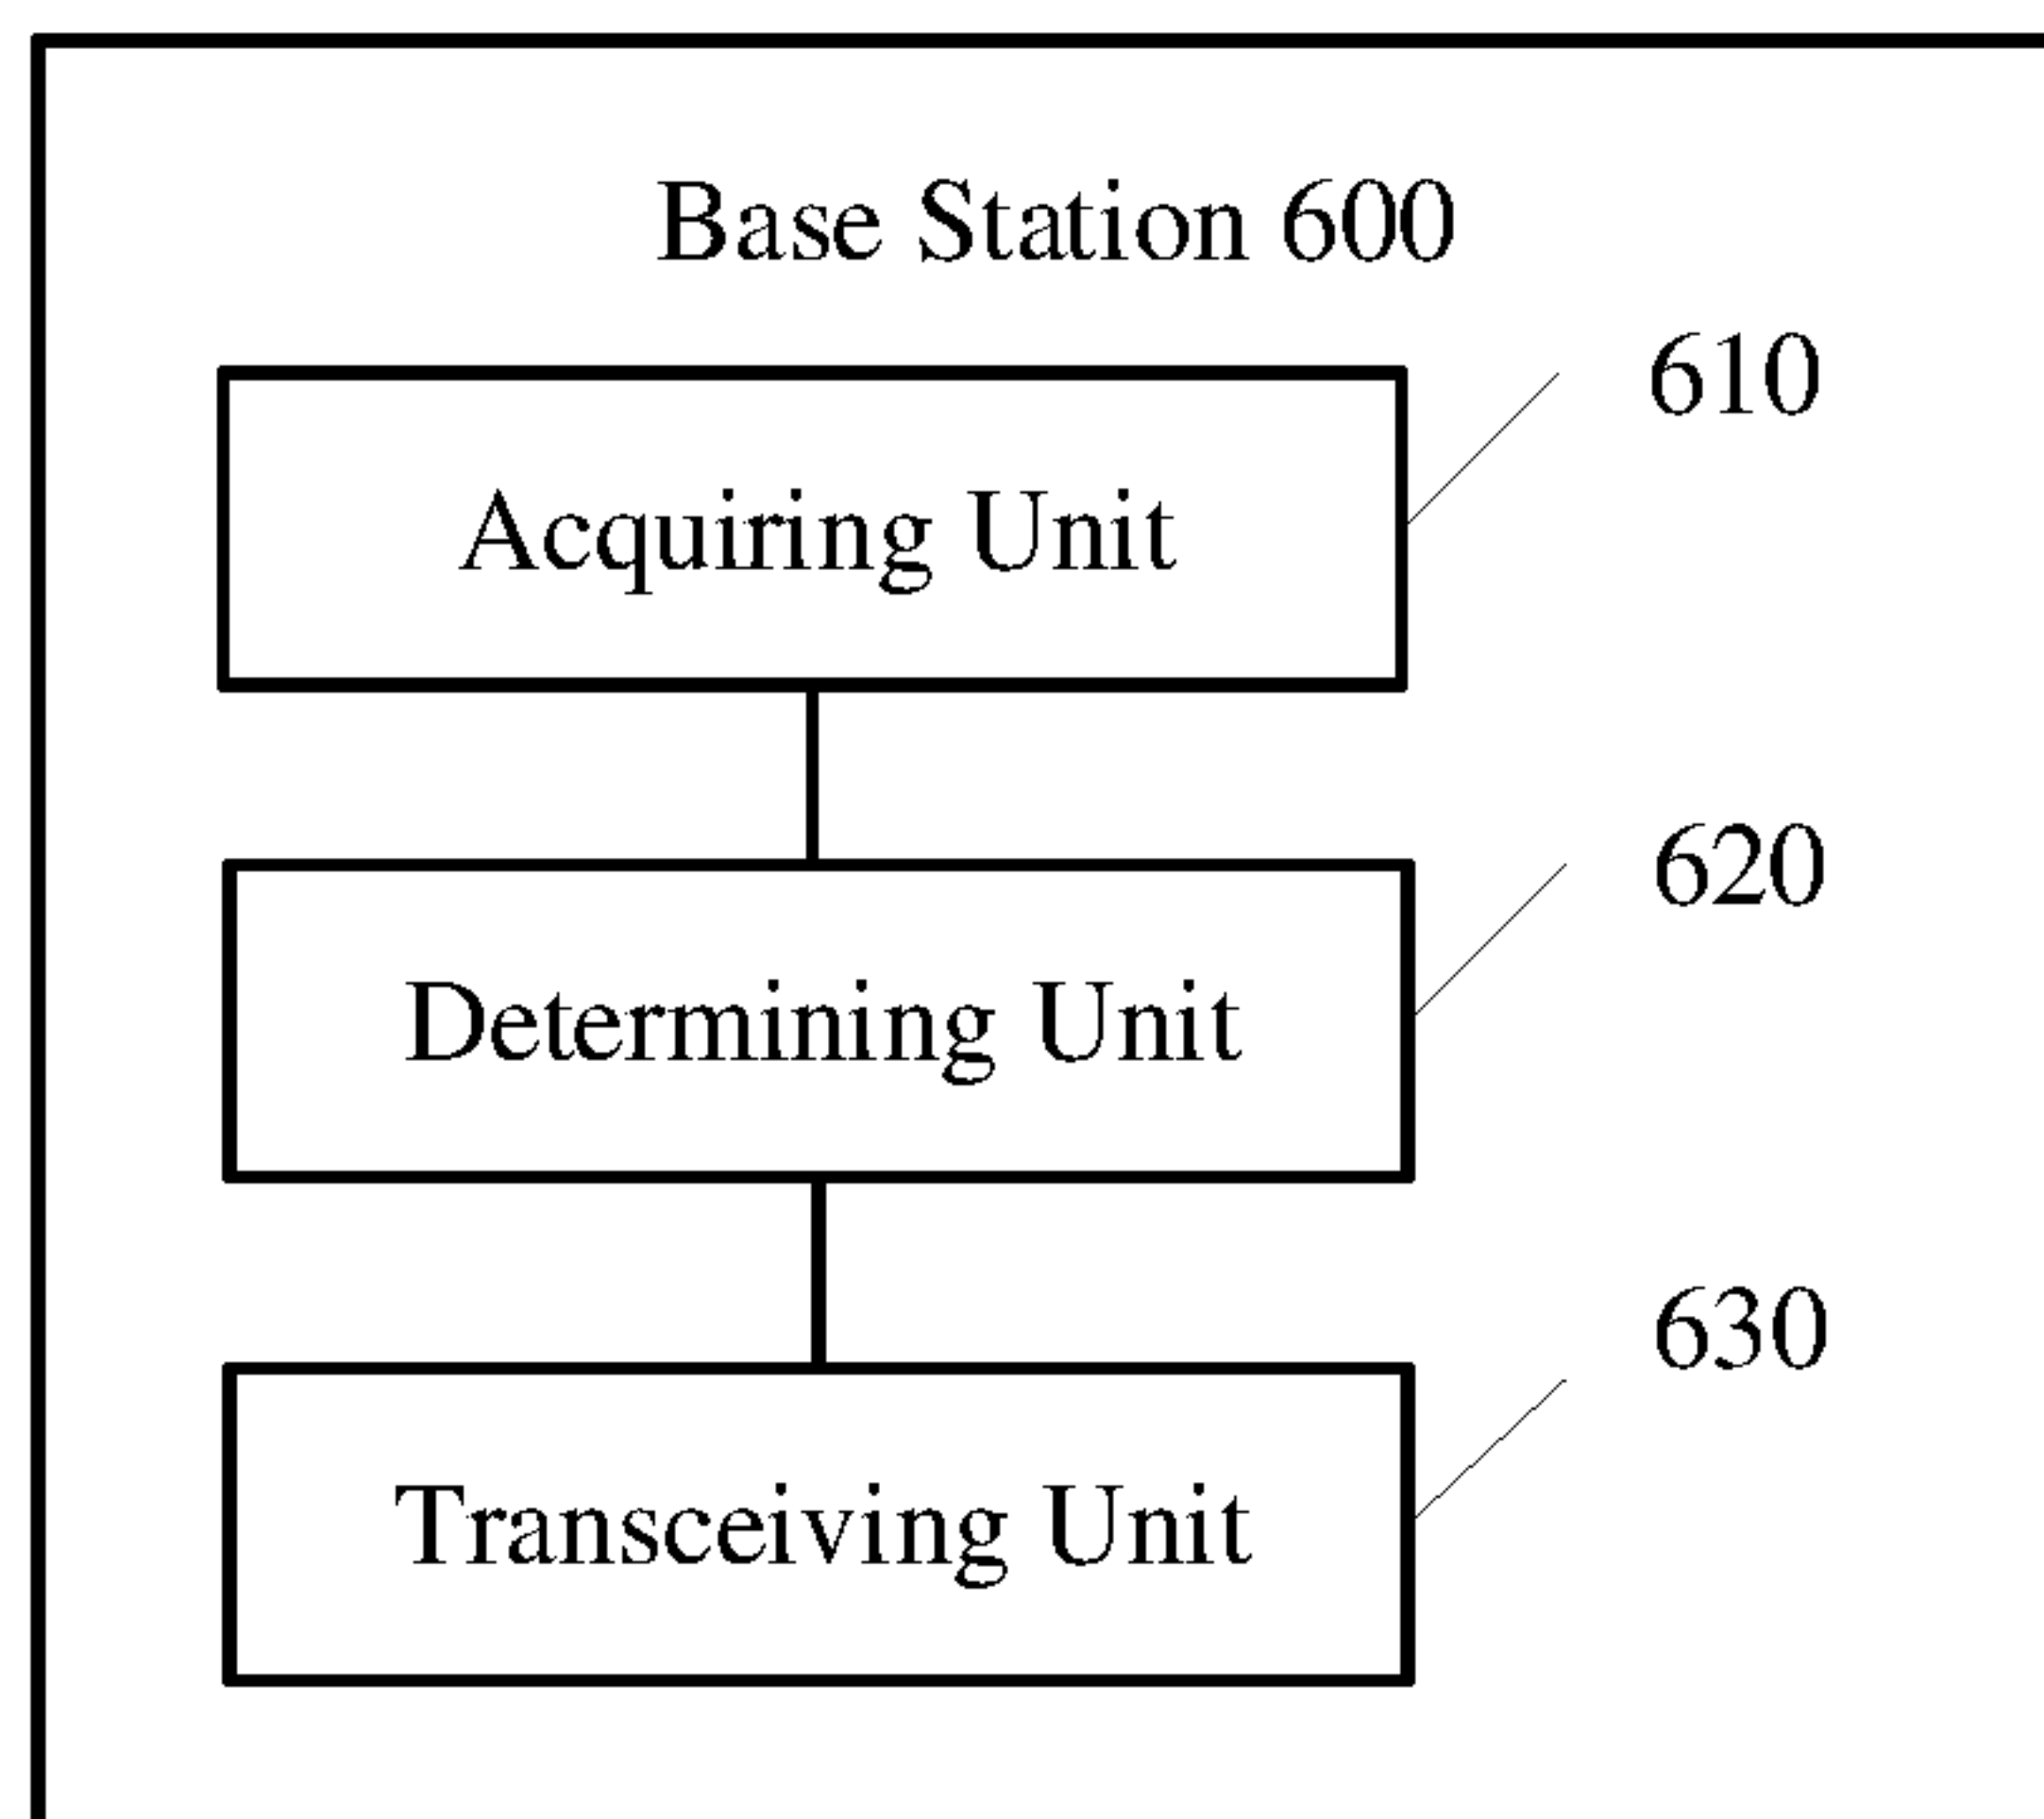 Base Station 600
610
Acquiring Unit
620
Determining Unit
630
Transceiving Unit